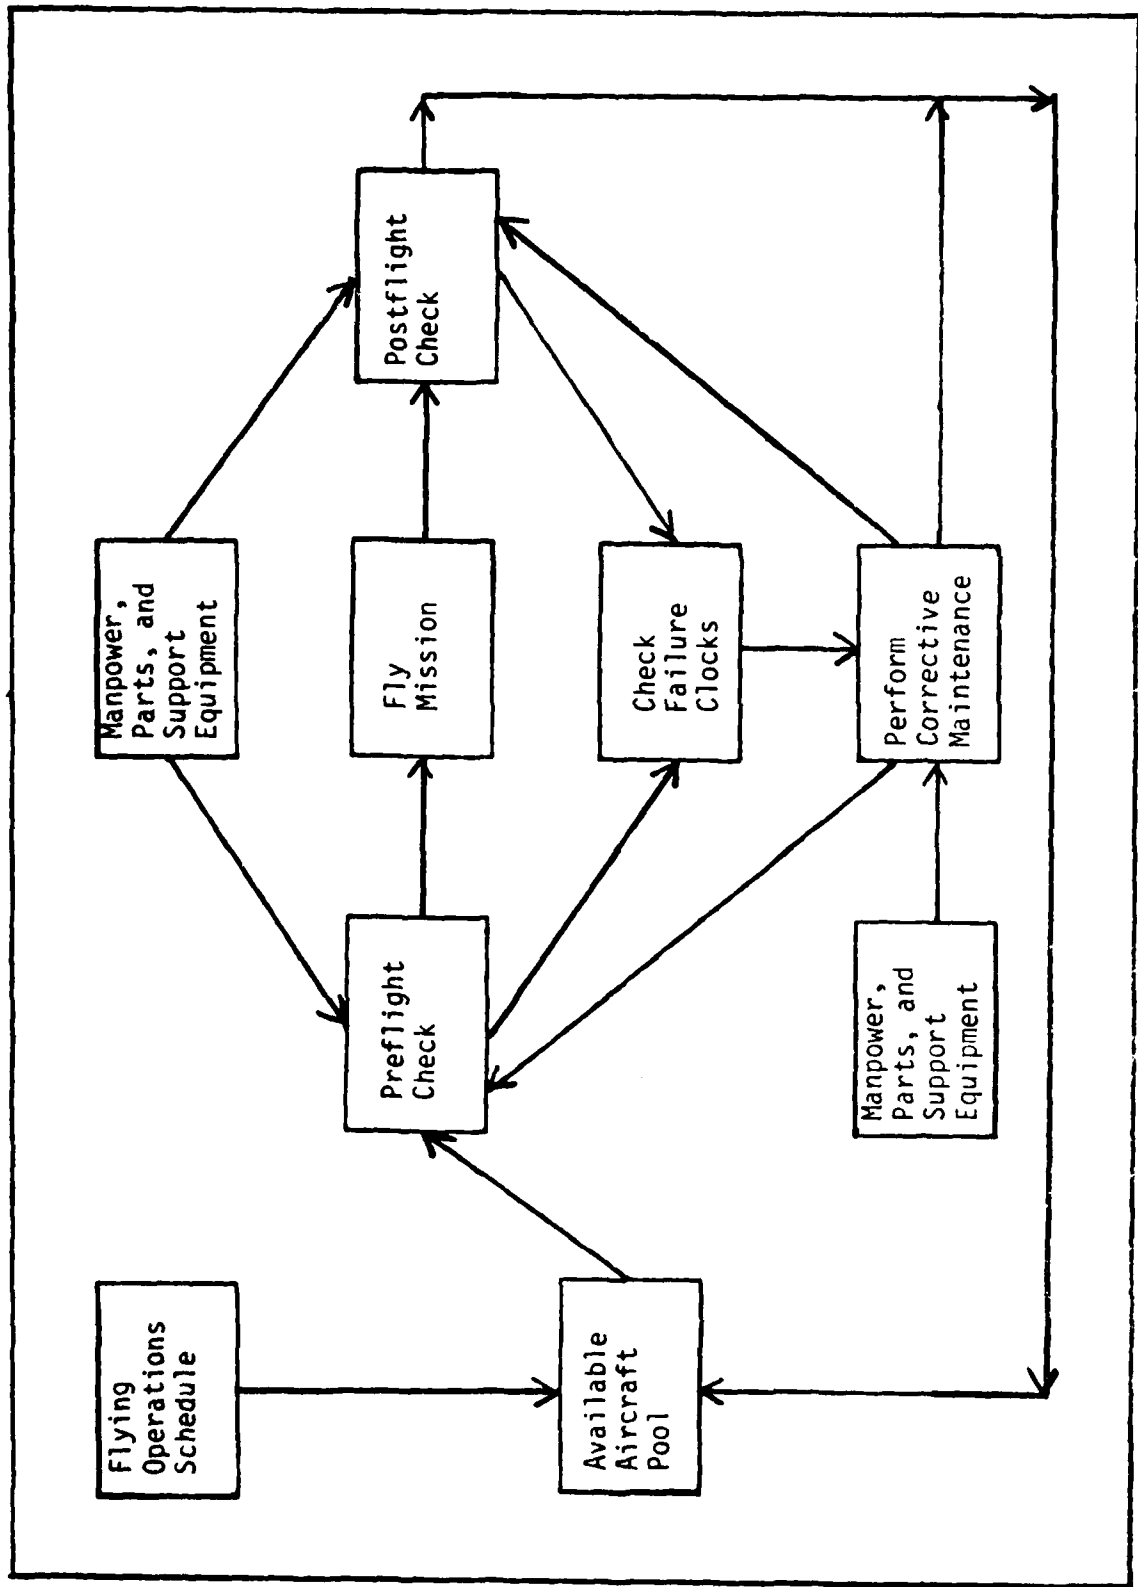 Flying
Operations
Schedule
Manpower,
Parts, and
Support
Equipment
Preflight
Check
Fly
Mission
Postflight
Check
Available
Aircraft
Pool
Check
Failure
Clocks
Manpower,
Parts, and
Support
Equipment
Perform
Corrective
Maintenance